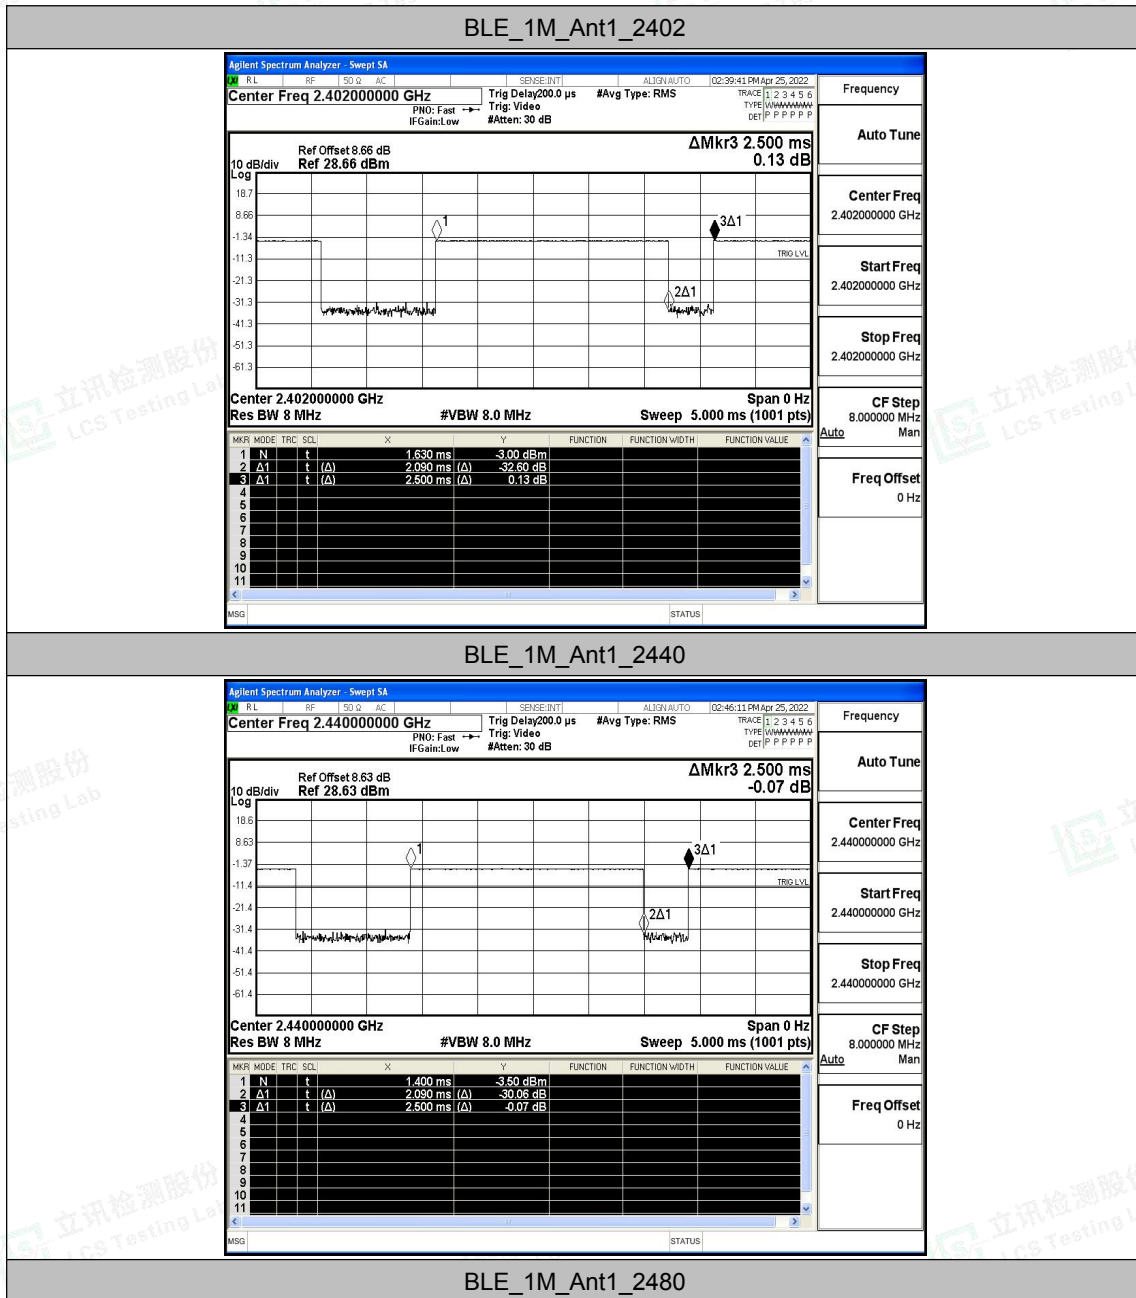 BLE_1M_Ant1_2402
Agilent Spectrum Analyzer - Swept SA
LXI RL RF 50 Ω AC SENSE:INT ALIGN AUTO 02:39:41 PM Apr 25, 2022
Center Freq 2.402000000 GHz Trig Delay200.0 µs #Avg Type: RMS TRACE 1 2 3 4 5 6
PNO: Fast Trig: Video TYPE WWWWWWW
IFGain:Low #Atten: 30 dB DET P P P P P P
Frequency
Auto Tune
Ref Offset 8.66 dB ΔMkr3 2.500 ms
10 dB/div Ref 28.66 dBm 0.13 dB
Log
18.7
8.66
-1.34
-11.3
-21.3
-31.3
-41.3
-51.3
-61.3
1
3Δ1
TRIG LVL
2Δ1
Center Freq
2.402000000 GHz
Start Freq
2.402000000 GHz
Stop Freq
2.402000000 GHz
Center 2.402000000 GHz Span 0 Hz
Res BW 8 MHz #VBW 8.0 MHz Sweep 5.000 ms (1001 pts)
CF Step
8.000000 MHz
Auto Man
Freq Offset
0 Hz
MKR MODE TRC SCL X Y FUNCTION FUNCTION WIDTH FUNCTION VALUE
1 N t 1.630 ms -3.00 dBm
2 Δ1 t (Δ) 2.090 ms (Δ) -32.60 dB
3 Δ1 t (Δ) 2.500 ms (Δ) 0.13 dB
4
5
6
7
8
9
10
11
MSG STATUS
BLE_1M_Ant1_2440
Agilent Spectrum Analyzer - Swept SA
LXI RL RF 50 Ω AC SENSE:INT ALIGN AUTO 02:46:11 PM Apr 25, 2022
Center Freq 2.440000000 GHz Trig Delay200.0 µs #Avg Type: RMS TRACE 1 2 3 4 5 6
PNO: Fast Trig: Video TYPE WWWWWWW
IFGain:Low #Atten: 30 dB DET P P P P P P
Frequency
Auto Tune
Ref Offset 8.63 dB ΔMkr3 2.500 ms
10 dB/div Ref 28.63 dBm -0.07 dB
Log
18.6
8.63
-1.37
-11.4
-21.4
-31.4
-41.4
-51.4
-61.4
1
3Δ1
TRIG LVL
2Δ1
Center Freq
2.440000000 GHz
Start Freq
2.440000000 GHz
Stop Freq
2.440000000 GHz
Center 2.440000000 GHz Span 0 Hz
Res BW 8 MHz #VBW 8.0 MHz Sweep 5.000 ms (1001 pts)
CF Step
8.000000 MHz
Auto Man
Freq Offset
0 Hz
MKR MODE TRC SCL X Y FUNCTION FUNCTION WIDTH FUNCTION VALUE
1 N t 1.400 ms -3.50 dBm
2 Δ1 t (Δ) 2.090 ms (Δ) -30.06 dB
3 Δ1 t (Δ) 2.500 ms (Δ) -0.07 dB
4
5
6
7
8
9
10
11
MSG STATUS
BLE_1M_Ant1_2480
立讯检测股份
LCS Testing Lab